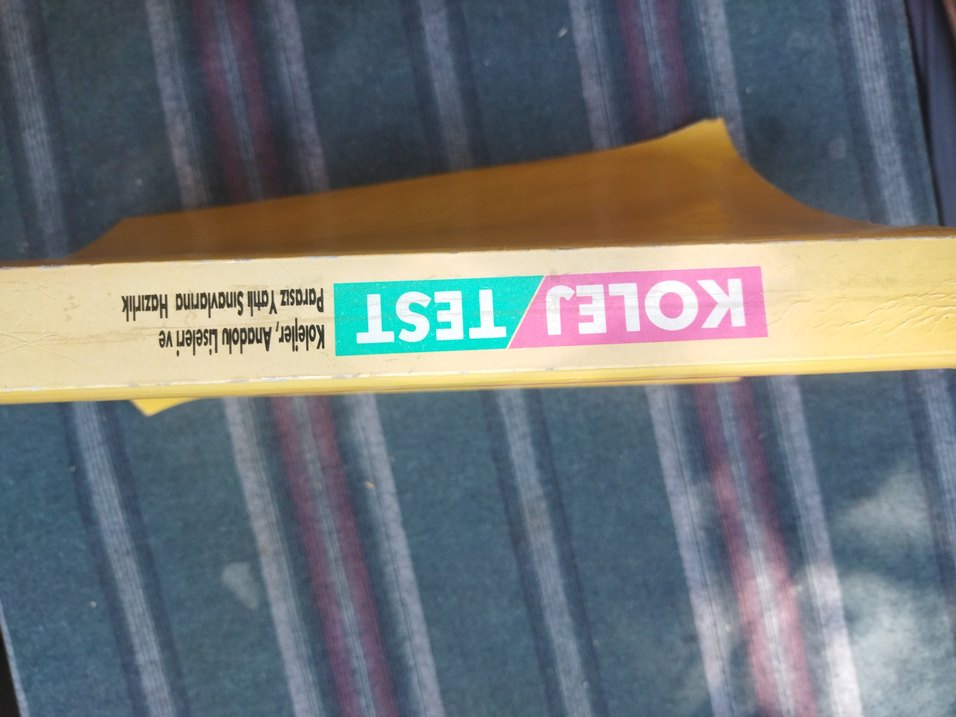 KOLEJ TEST
Kolejler, Anadolu Liseleri ve
Parasız Yatılı Sınavlarına Hazırlık